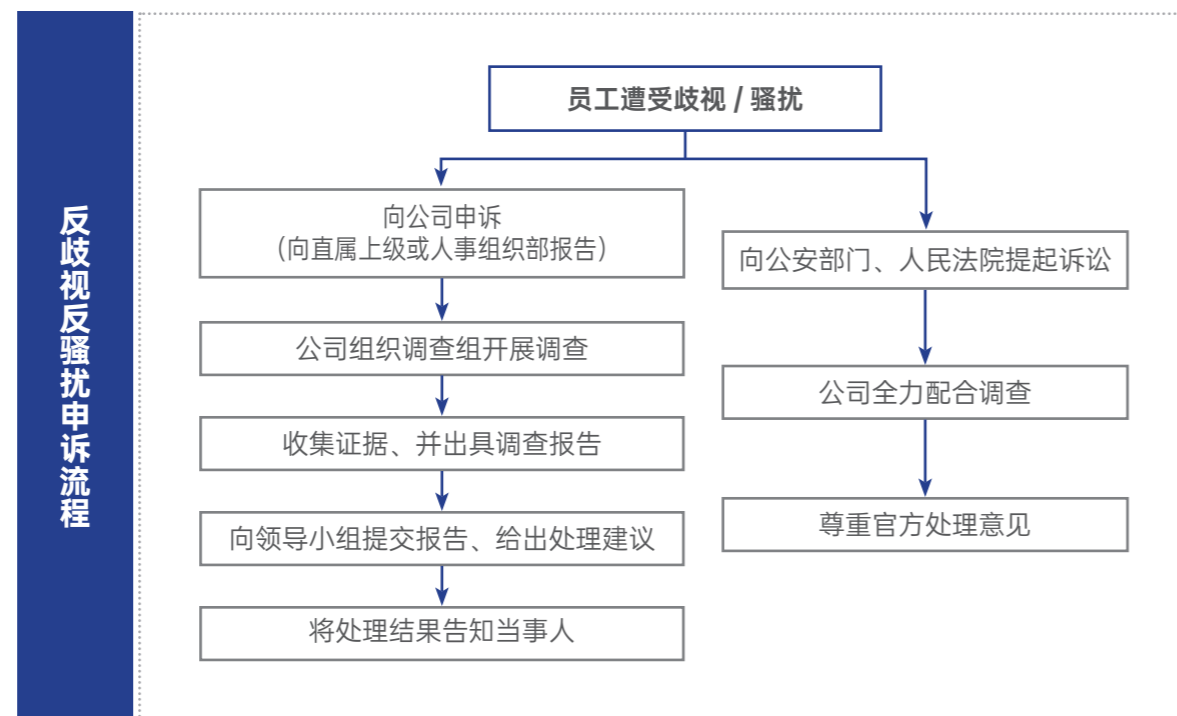 反歧视反骚扰申诉流程
员工遭受歧视 / 骚扰
向公司申诉
（向直属上级或人事组织部报告）
公司组织调查组开展调查
收集证据、并出具调查报告
向领导小组提交报告、给出处理建议
将处理结果告知当事人
向公安部门、人民法院提起诉讼
公司全力配合调查
尊重官方处理意见